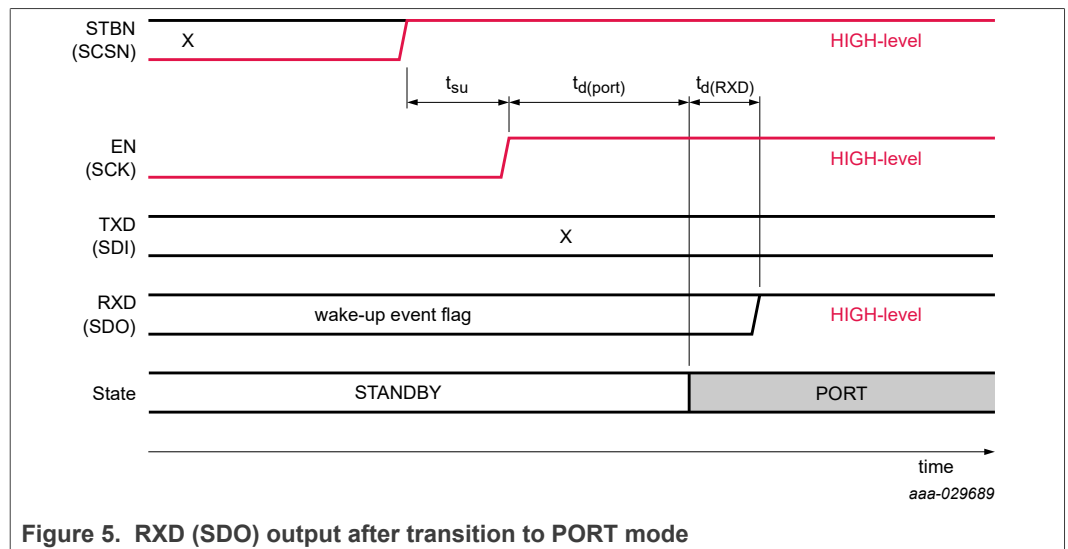 STBN
(SCSN)
X
HIGH-level
tsu
td(port)
td(RXD)
EN
(SCK)
HIGH-level
TXD
(SDI)
X
RXD
(SDO)
wake-up event flag
HIGH-level
State
STANDBY
PORT
time
aaa-029689
Figure 5. RXD (SDO) output after transition to PORT mode